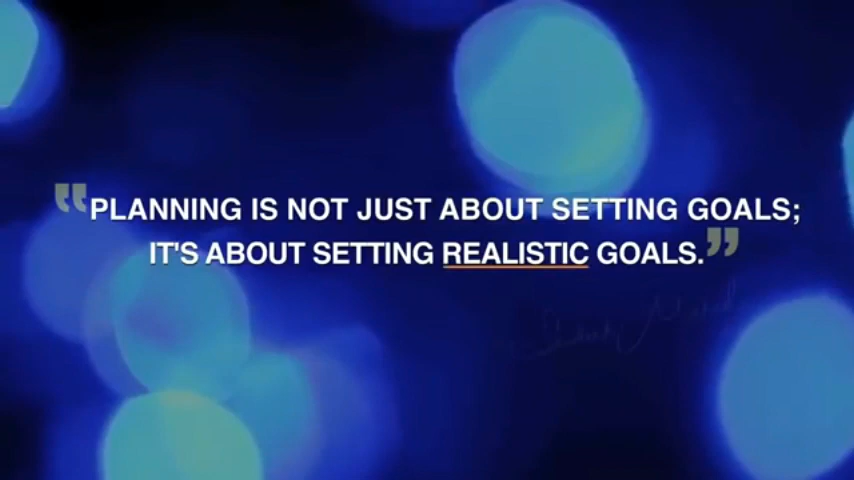 “PLANNING IS NOT JUST ABOUT SETTING GOALS;
IT'S ABOUT SETTING REALISTIC GOALS.”